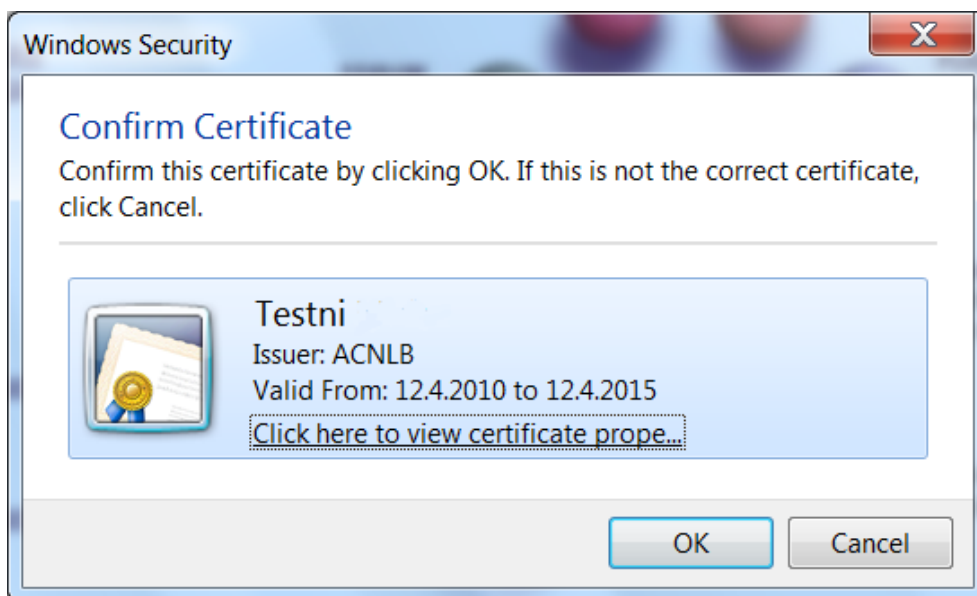 Windows Security
Confirm Certificate
Confirm this certificate by clicking OK. If this is not the correct certificate,
click Cancel.
Testni
Issuer: ACNLB
Valid From: 12.4.2010 to 12.4.2015
Click here to view certificate prope...
OK Cancel